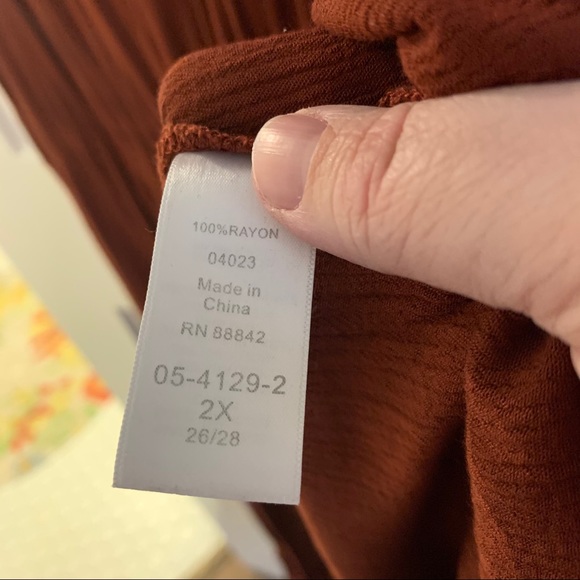 100%RAYON
04023
Made in
China
RN 88842
05-4129-2
2X
26/28